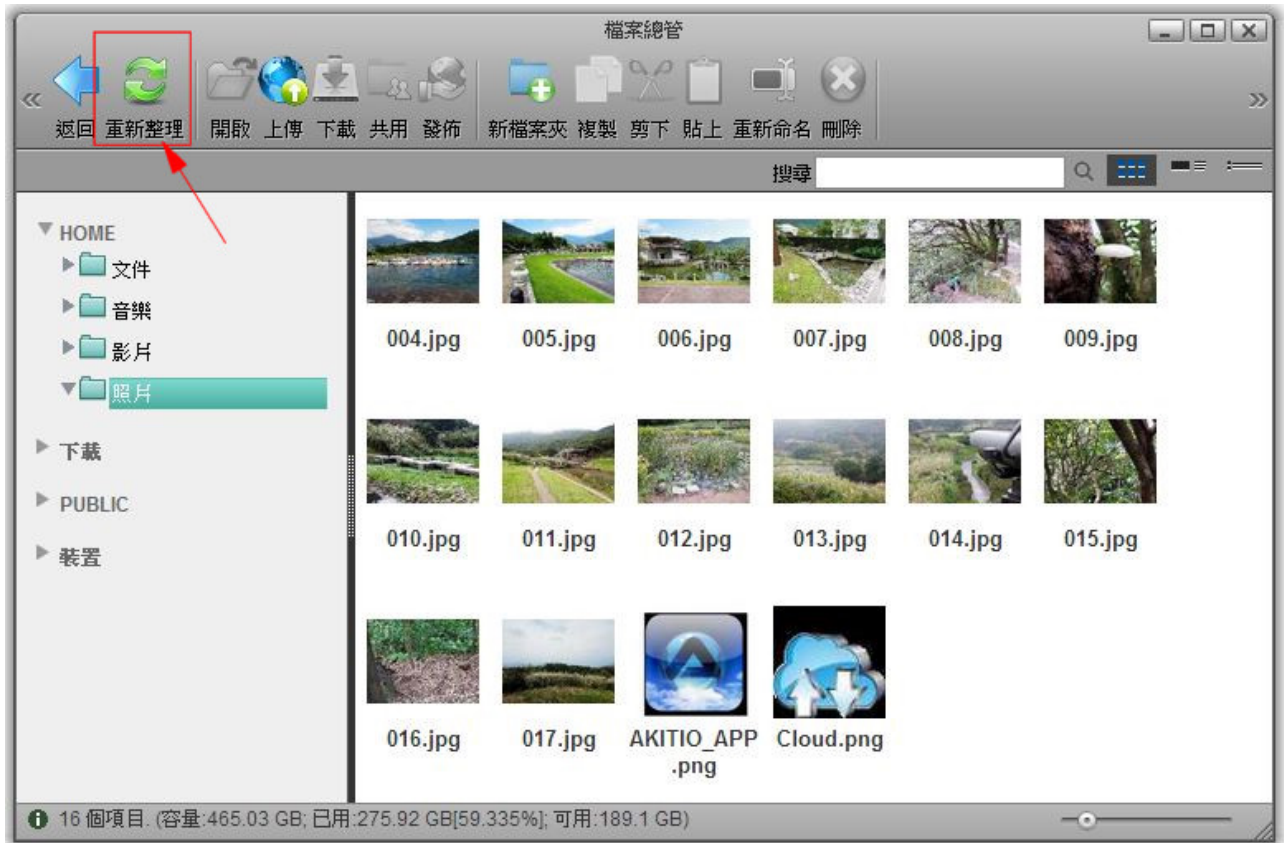 檔案總管
返回 重新整理 開啟 上傳 下載 共用 發佈 新檔案夾 複製 剪下 貼上 重新命名 刪除
搜尋
HOME
文件
音樂
影片
照片
下載
PUBLIC
裝置
004.jpg 005.jpg 006.jpg 007.jpg 008.jpg 009.jpg
010.jpg 011.jpg 012.jpg 013.jpg 014.jpg 015.jpg
016.jpg 017.jpg AKITIO_APP Cloud.png
.png
16 個項目. (容量:465.03 GB; 已用:275.92 GB[59.335%]; 可用:189.1 GB)